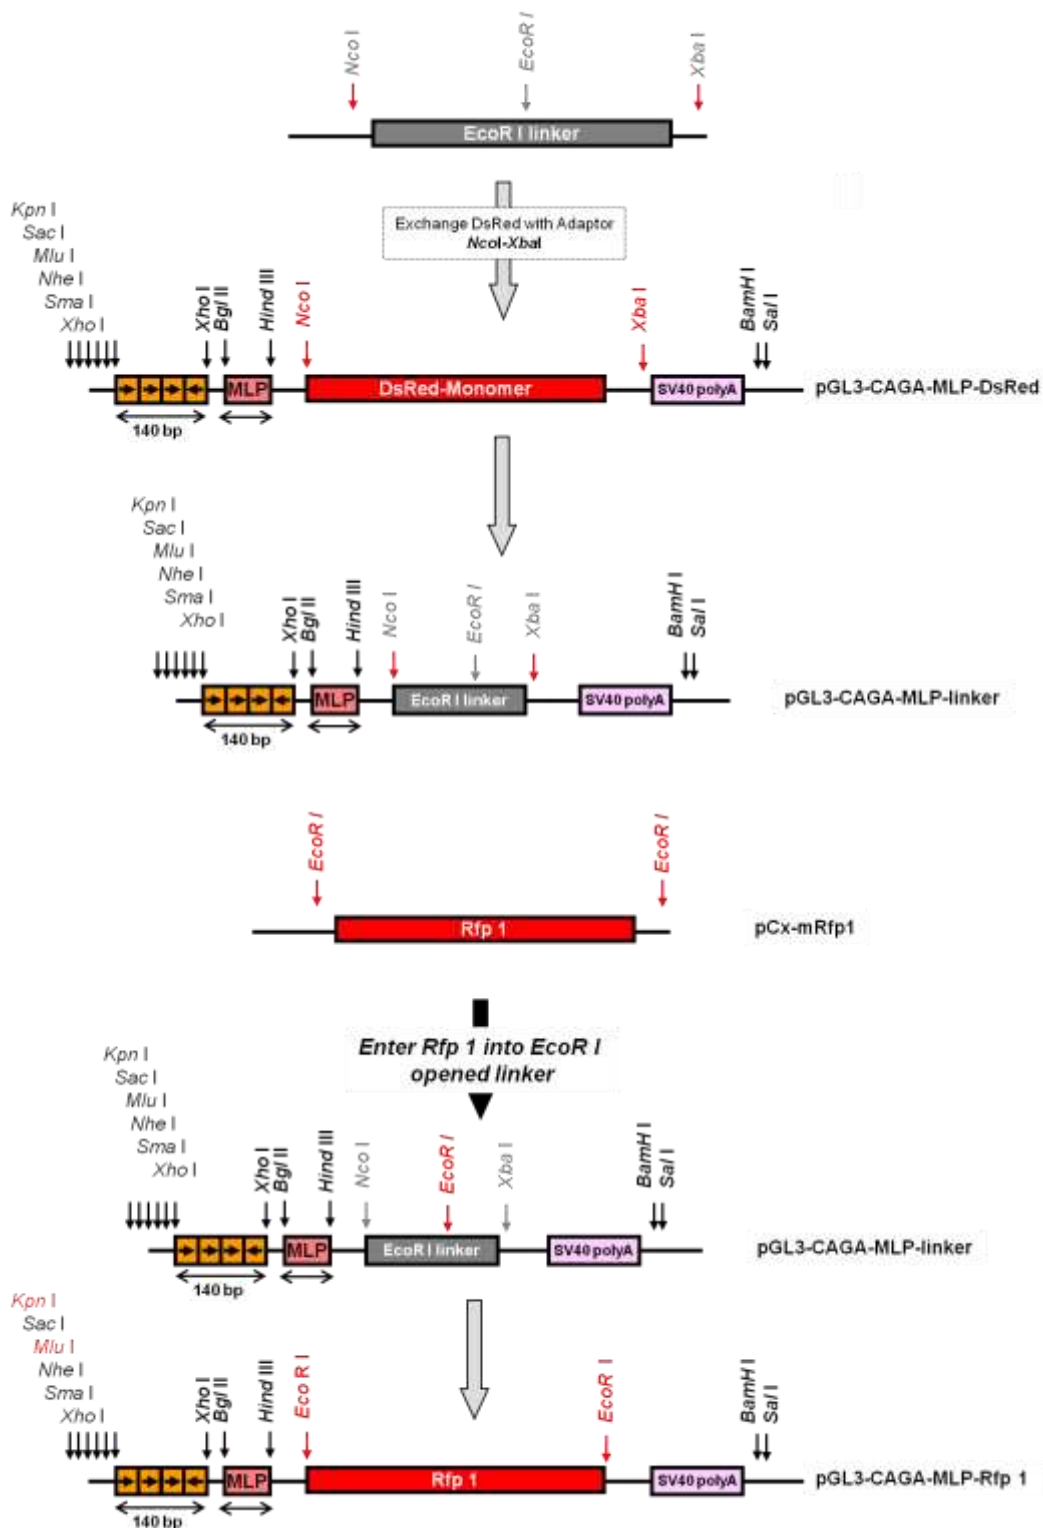 Nco I
EcoR I
Xba I
EcoR I linker
Exchange DsRed with Adaptor
NcoI-XbaI
Kpn I
Sac I
Mlu I
Nhe I
Sma I
Xho I
Xho I
Bgl II
Hind III
Nco I
Xba I
BamH I
Sal I
MLP
DsRed-Monomer
SV40 polyA
pGL3-CAGA-MLP-DsRed
140 bp
Kpn I
Sac I
Mlu I
Nhe I
Sma I
Xho I
Xho I
Bgl II
Hind III
Nco I
EcoR I
Xba I
BamH I
Sal I
MLP
EcoR I linker
SV40 polyA
pGL3-CAGA-MLP-linker
140 bp
EcoR I
EcoR I
Rfp 1
pCx-mRfp1
Enter Rfp 1 into EcoR I
opened linker
Kpn I
Sac I
Mlu I
Nhe I
Sma I
Xho I
Xho I
Bgl II
Hind III
Nco I
EcoR I
Xba I
BamH I
Sal I
MLP
EcoR I linker
SV40 polyA
pGL3-CAGA-MLP-linker
140 bp
Kpn I
Sac I
Mlu I
Nhe I
Sma I
Xho I
Xho I
Bgl II
Hind III
Eco R I
EcoR I
BamH I
Sal I
MLP
Rfp 1
SV40 polyA
pGL3-CAGA-MLP-Rfp 1
140 bp